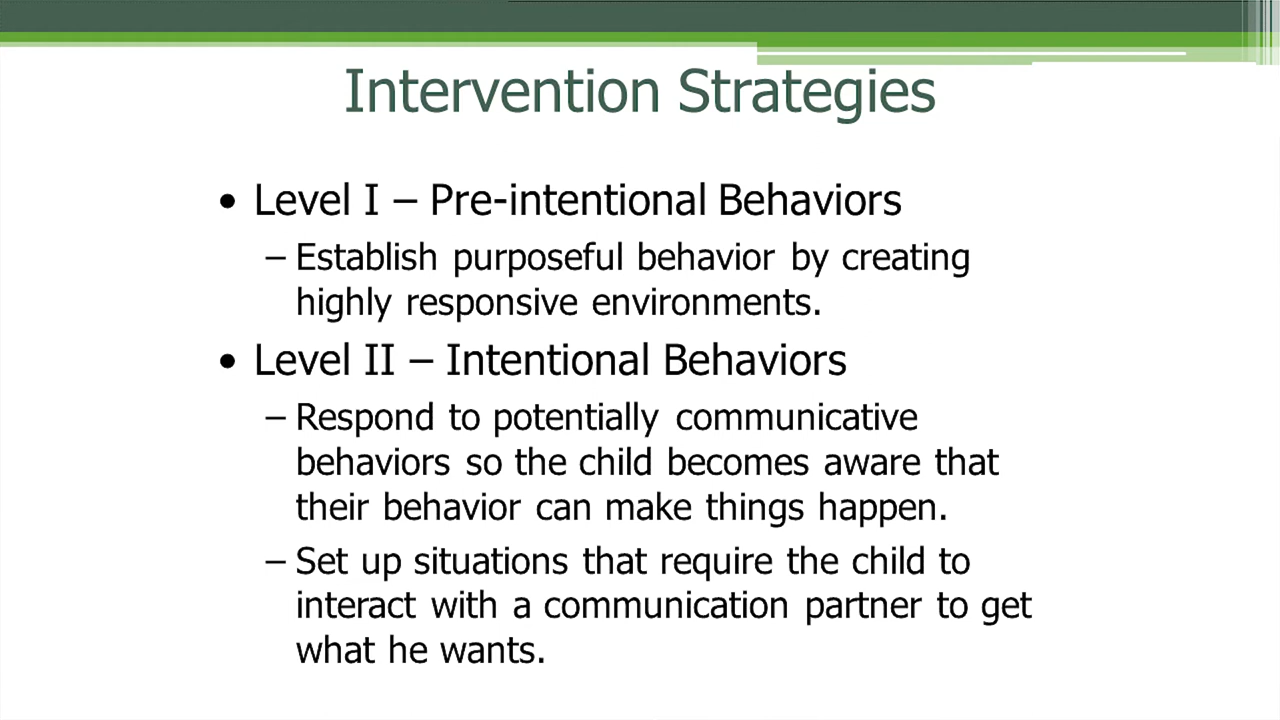 Intervention Strategies
• Level I – Pre-intentional Behaviors
– Establish purposeful behavior by creating
highly responsive environments.
• Level II – Intentional Behaviors
– Respond to potentially communicative
behaviors so the child becomes aware that
their behavior can make things happen.
– Set up situations that require the child to
interact with a communication partner to get
what he wants.